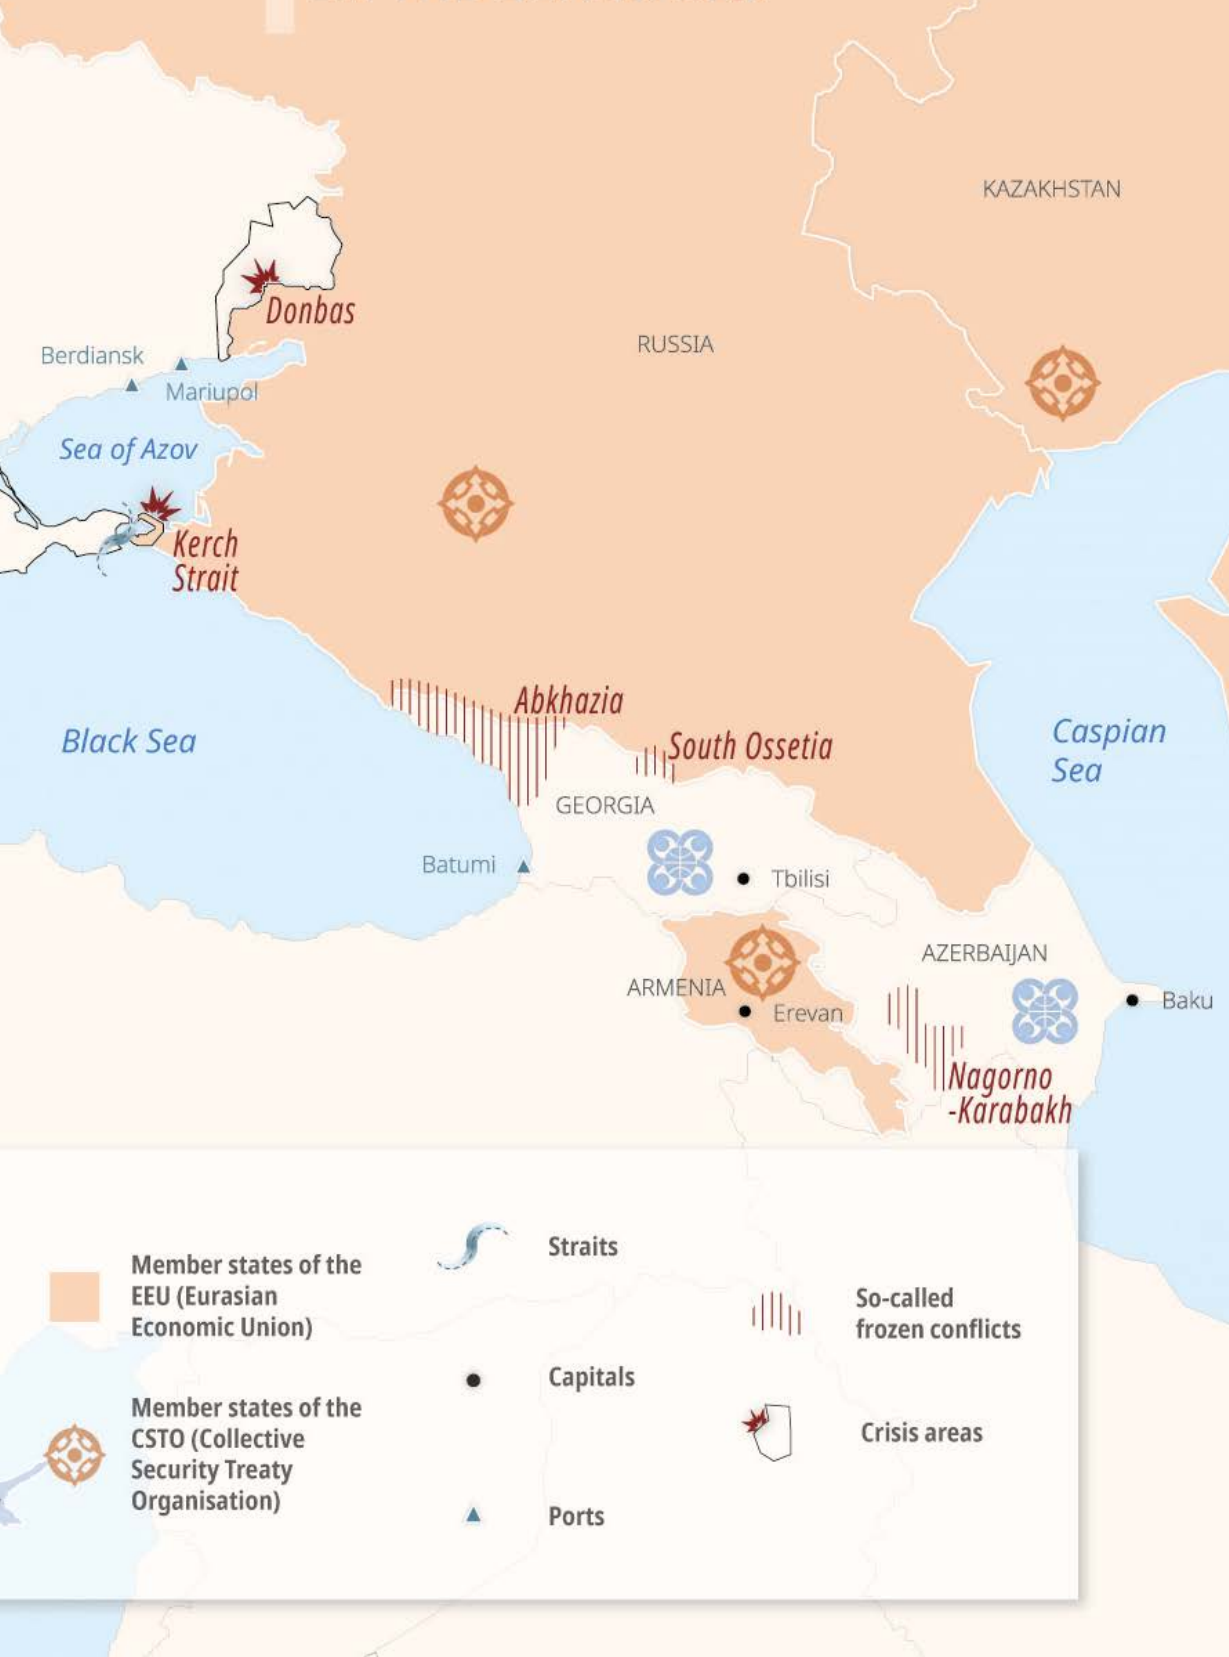 KAZAKHSTAN
Donbas
RUSSIA
Berdiansk
Mariupol
Sea of Azov
Kerch
Strait
Abkhazia
Black Sea
South Ossetia
Caspian
Sea
GEORGIA
Batumi
Tbilisi
AZERBAIJAN
ARMENIA
Erevan
Baku
Nagorno
-Karabakh
Member states of the
EEU (Eurasian
Economic Union)
Member states of the
CSTO (Collective
Security Treaty
Organisation)
Straits
Capitals
Ports
So-called
frozen conflicts
Crisis areas